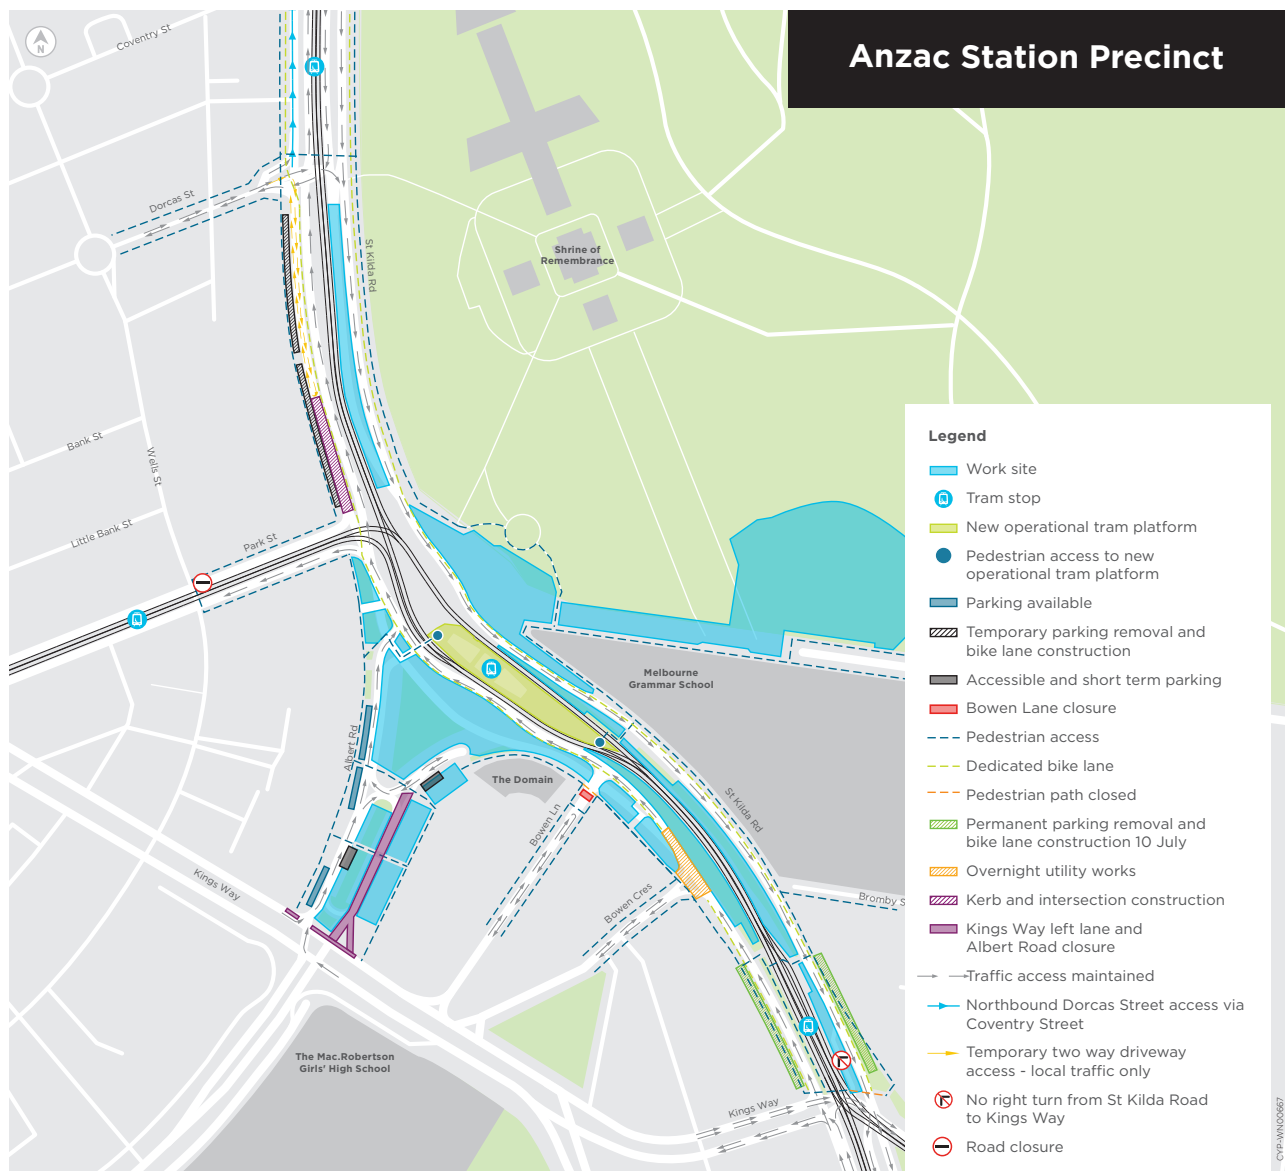 Anzac Station Precinct
N
Coventry St
Dorcas St
St Kilda Rd
Shrine of
Remembrance
Bank St
Wells St
Little Bank St
Park St
Melbourne
Grammar School
Albert Rd
The Domain
Bowen Ln
St Kilda Rd
Kings Way
Bowen Cres
Bromby S
The Mac.Robertson
Girls' High School
Kings Way
Legend
Work site
Tram stop
New operational tram platform
Pedestrian access to new
operational tram platform
Parking available
Temporary parking removal and
bike lane construction
Accessible and short term parking
Bowen Lane closure
Pedestrian access
Dedicated bike lane
Pedestrian path closed
Permanent parking removal and
bike lane construction 10 July
Overnight utility works
Kerb and intersection construction
Kings Way left lane and
Albert Road closure
Traffic access maintained
Northbound Dorcas Street access via
Coventry Street
Temporary two way driveway
access - local traffic only
No right turn from St Kilda Road
to Kings Way
Road closure
CYP-WN00667